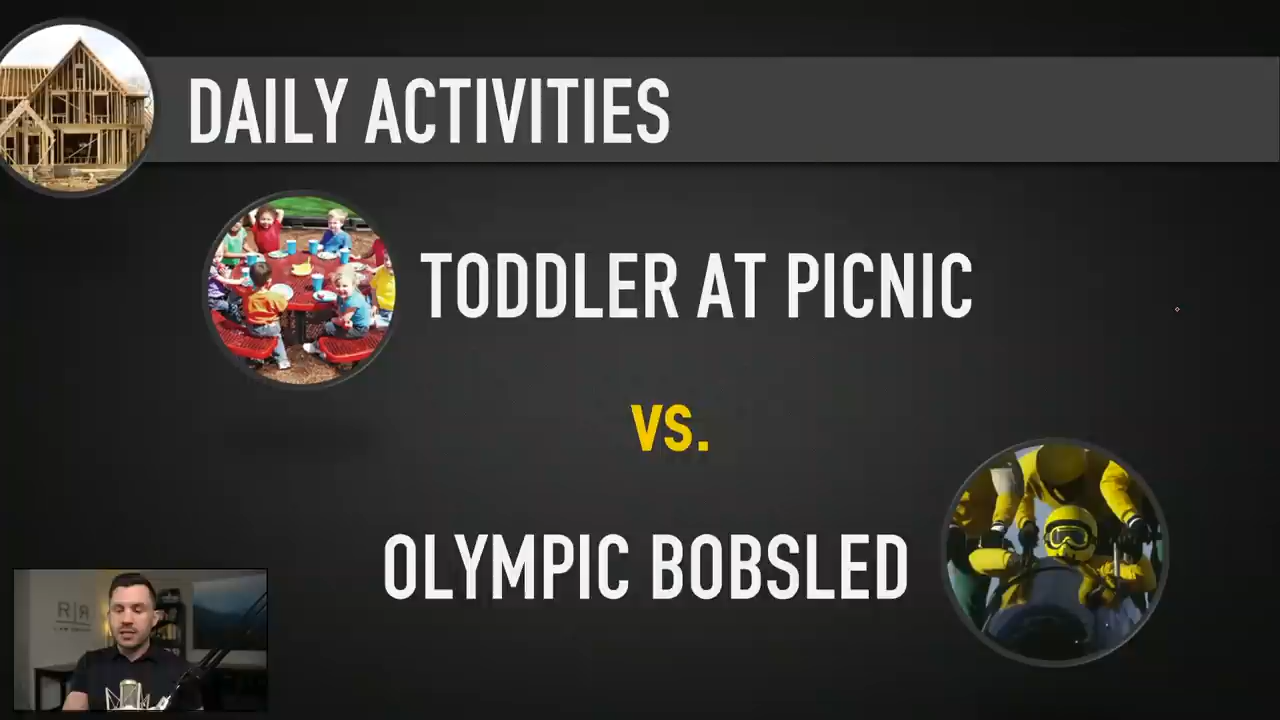 DAILY ACTIVITIES
TODDLER AT PICNIC
VS.
OLYMPIC BOBSLED
R|R